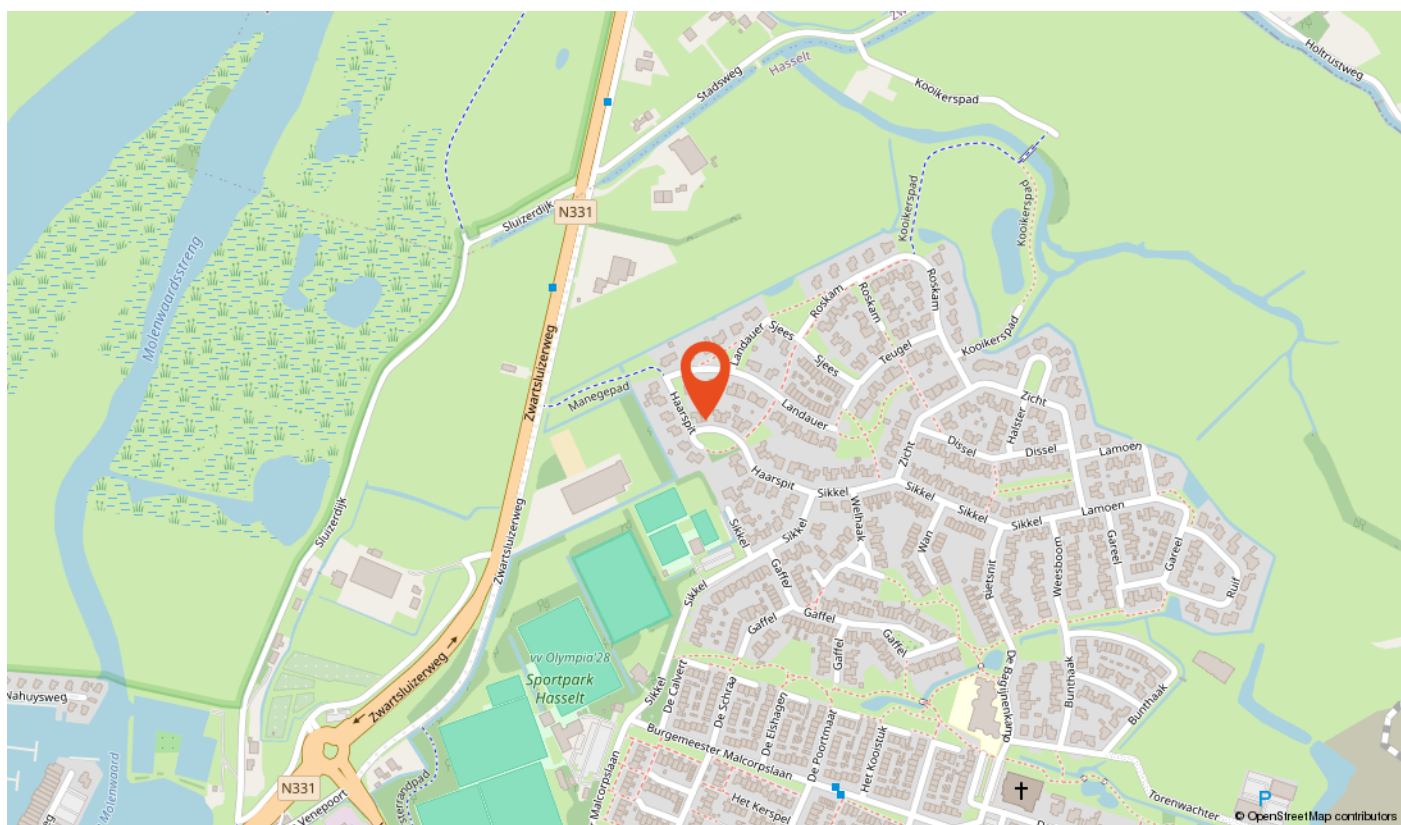 Holtrustweg
Stadsweg
Hasselt
Kooikerspad
Kooikerspad
Kooikerspad
Sluizerdijk
N331
Molenwaardsstreng
Roskam
Roskam
Roskam
Landauer
Sjees
Sjees
Teugel
Kooikerspad
Zwartsluizerweg
Manegepad
Haarspit
Landauer
Zicht
Halster
Zicht
Dissel
Dissel
Lamoen
Haarspit
Sikkel
Sikkel
Sikkel
Sikkel
Lamoen
Welhaak
Wan
Sikkel
Sikkel
Sluizerdijk
Zwartsluizerweg
Rietsnit
Weesboom
Gareel
Gareel
Ruif
Gaffel
Sikkel
Gaffel
Gaffel
Gaffel
Gaffel
vv Olympia'28
Sportpark
Hasselt
Zwartsluizerweg
Nahuysweg
Sikkel
De Calvert
De Schraa
De Elshagen
De Poortmaat
Het Kooistuk
De Bagijnenkamp
Bunthaak
Bunthaak
Burgemeester Malcorpslaan
Malcorpslaan
N331
Venepoort
Het Kerspel
Torenwachter
P
© OpenStreetMap contributors